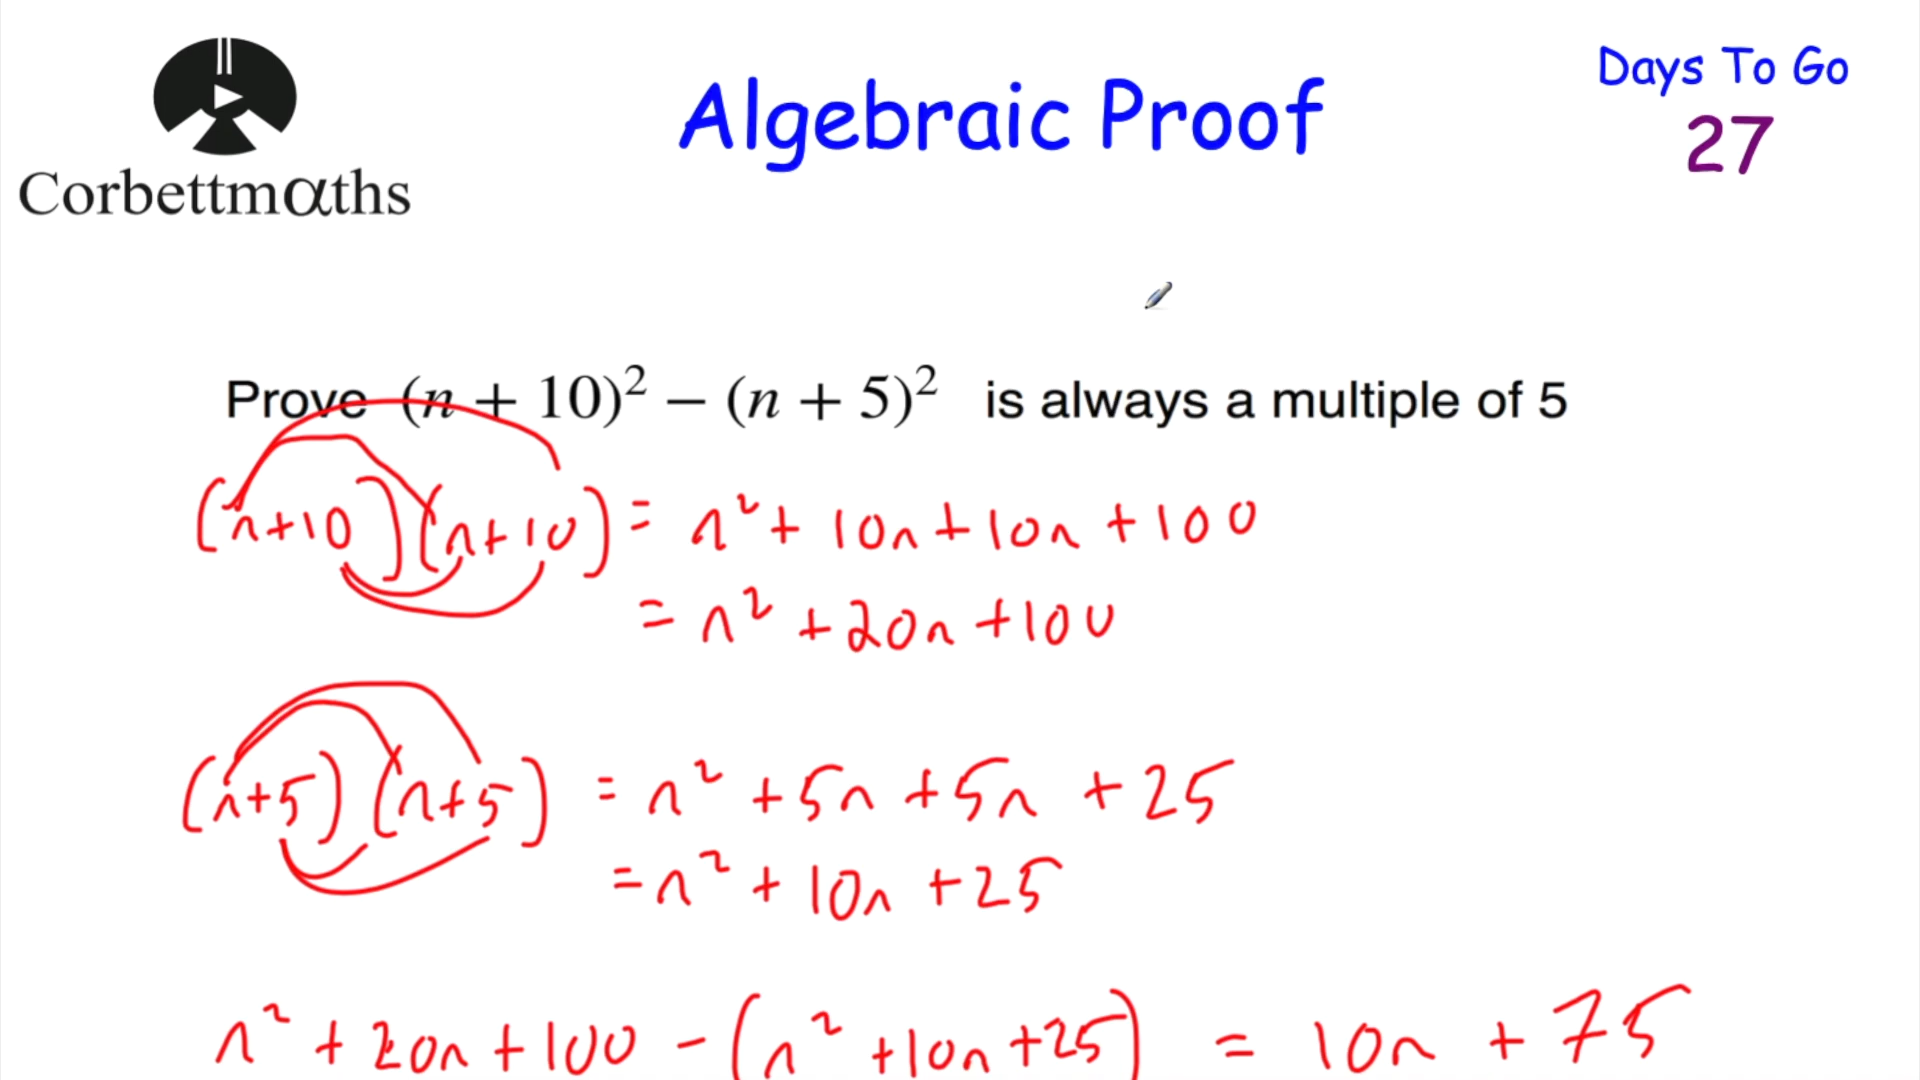 Corbettmαths
Algebraic Proof
Days To Go
27
Prove (n + 10)² − (n + 5)² is always a multiple of 5
(n+10)(n+10) = n² + 10n + 10n + 100
= n² + 20n + 100
(n+5)(n+5) = n² + 5n + 5n + 25
= n² + 10n + 25
n² + 20n + 100 − (n² + 10n + 25) = 10n + 75